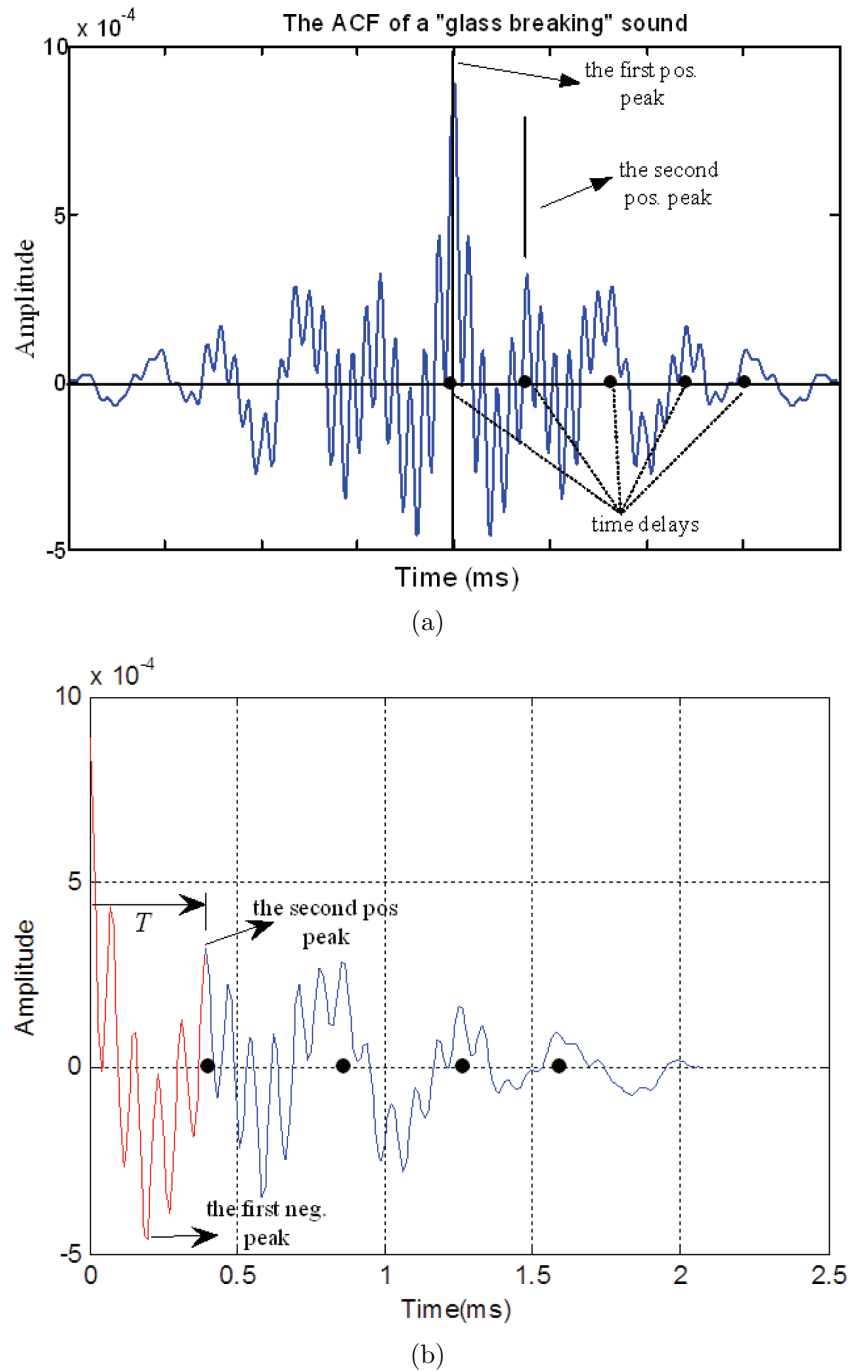 The ACF of a "glass breaking" sound
x 10^-4
10
the first pos.
peak
the second
pos. peak
5
Amplitude
0
time delays
-5
Time (ms)
(a)
x 10^-4
10
5
T
the second pos
peak
Amplitude
0
the first neg.
peak
-5
0 0.5 1 1.5 2 2.5
Time(ms)
(b)